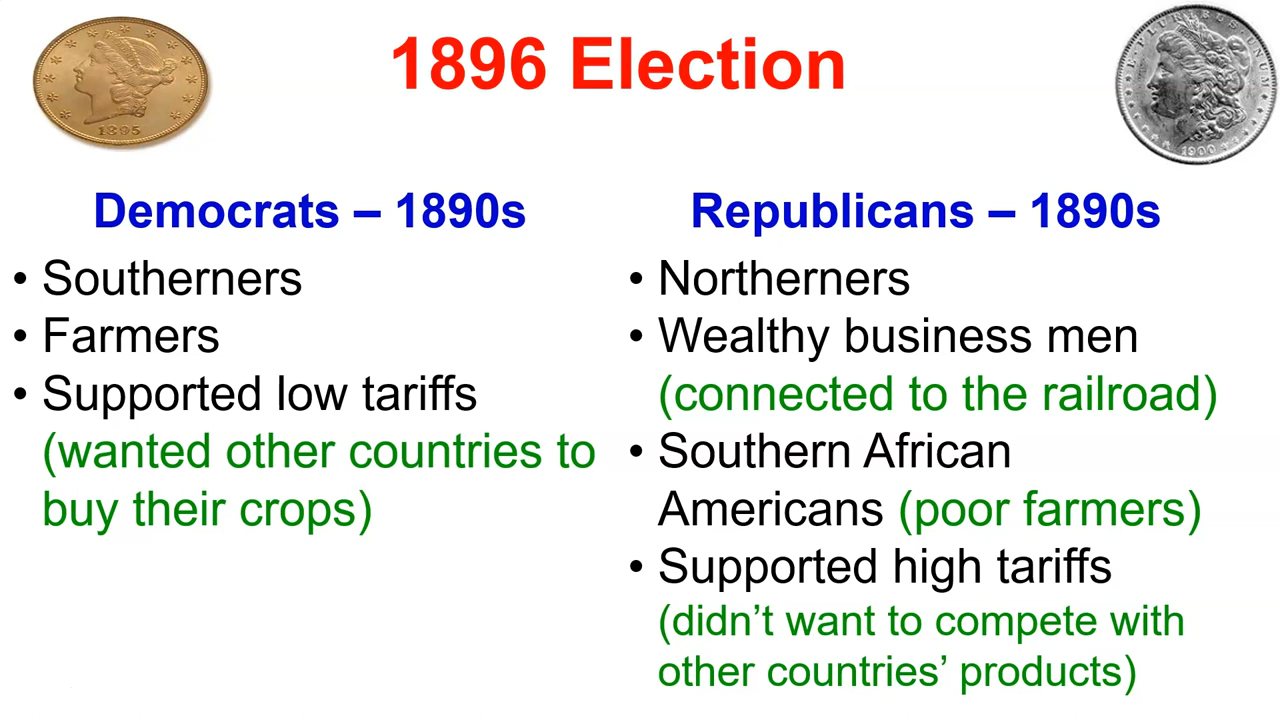 1896 Election
1895
E·PLURIBUS·UNUM
1900
Democrats – 1890s
• Southerners
• Farmers
• Supported low tariffs
(wanted other countries to
buy their crops)
Republicans – 1890s
• Northerners
• Wealthy business men
(connected to the railroad)
• Southern African
Americans (poor farmers)
• Supported high tariffs
(didn’t want to compete with
other countries’ products)